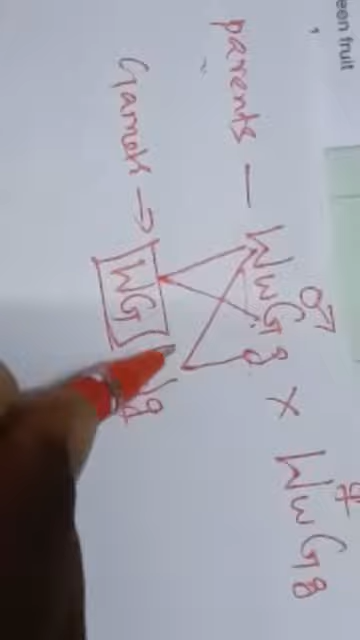 een fruit
parents — WwGg ♂ × WwGg ♀
Gamets → WG
g